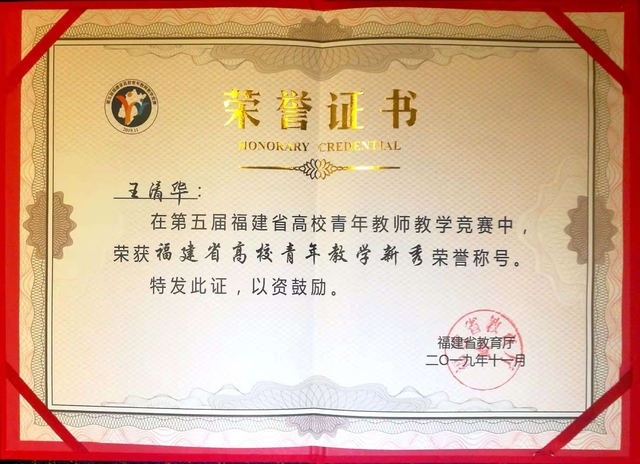 荣誉证书
HONORARY CREDENTIAL
王清华：
在第五届福建省高校青年教师教学竞赛中，
荣获福建省高校青年教学新秀荣誉称号。
特发此证，以资鼓励。
福建省教育厅
二〇一九年十一月
2019.11